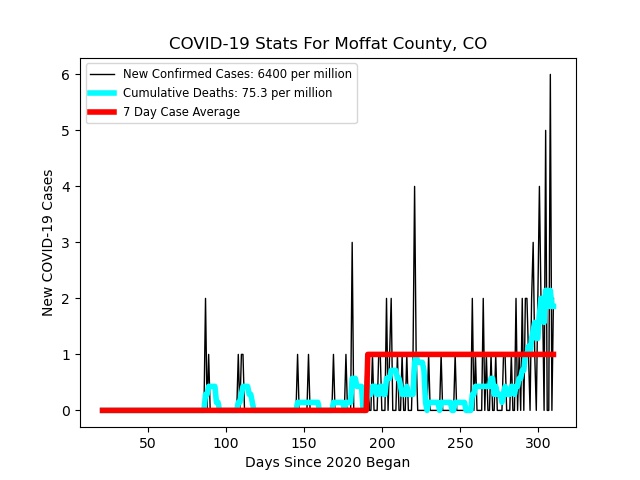 COVID-19 Stats For Moffat County, CO
New Confirmed Cases: 6400 per million
Cumulative Deaths: 75.3 per million
7 Day Case Average
New COVID-19 Cases
6
5
4
3
2
1
0
50 100 150 200 250 300
Days Since 2020 Began